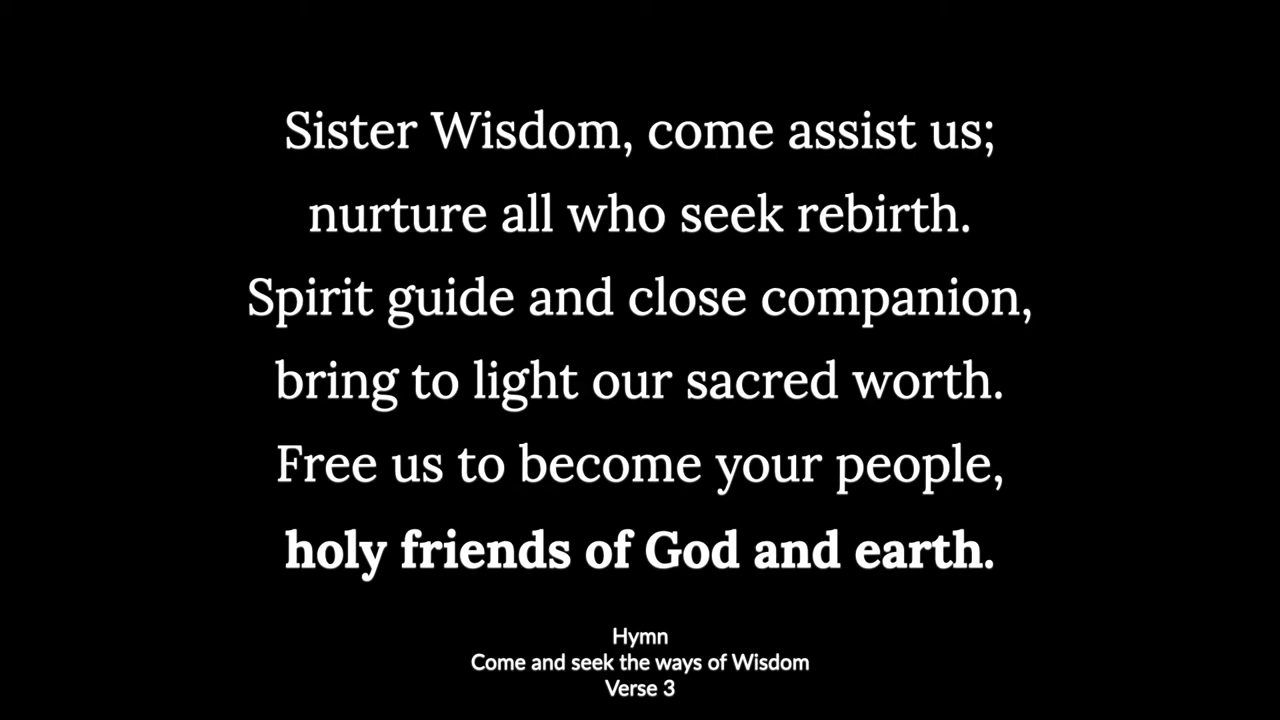 Sister Wisdom, come assist us;
nurture all who seek rebirth.
Spirit guide and close companion,
bring to light our sacred worth.
Free us to become your people,
holy friends of God and earth.
Hymn
Come and seek the ways of Wisdom
Verse 3